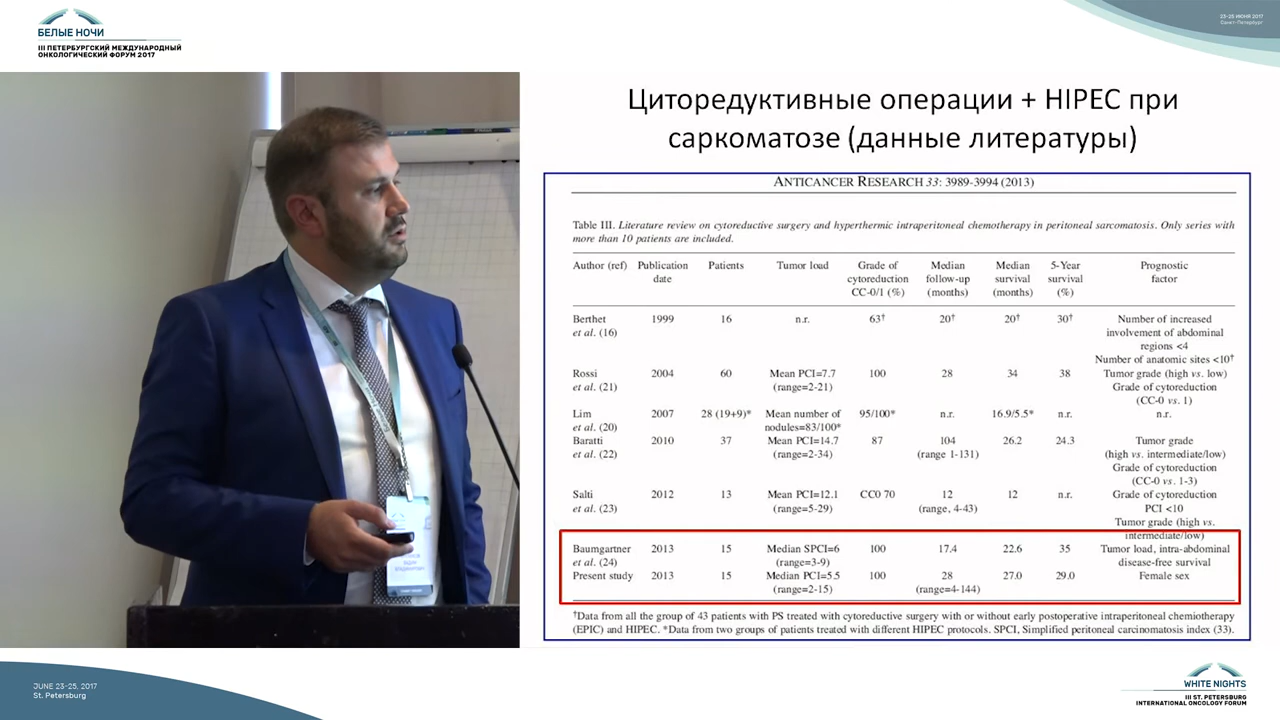 БЕЛЫЕ НОЧИ
III ПЕТЕРБУРГСКИЙ МЕЖДУНАРОДНЫЙ
ОНКОЛОГИЧЕСКИЙ ФОРУМ 2017
23-25 ИЮНЯ 2017
Санкт-Петербург
Циторедуктивные операции + HIPEC при
саркоматозе (данные литературы)
ANTICANCER RESEARCH 33: 3989-3994 (2013)
Table III. Literature review on cytoreductive surgery and hyperthermic intraperitoneal chemotherapy in peritoneal sarcomatosis. Only series with
more than 10 patients are included.
Author (ref) Publication Patients Tumor load Grade of Median Median 5-Year Prognostic
date cytoreduction follow-up survival survival factor
CC-0/1 (%) (months) (months) (%)
Berthet 1999 16 n.r. 63† 20† 20† 30† Number of increased
et al. (16) involvement of abdominal
regions <4
Number of anatomic sites <10†
Rossi 2004 60 Mean PCI=7.7 100 28 34 38 Tumor grade (high vs. low)
et al. (21) (range=2-21) Grade of cytoreduction
(CC-0 vs. 1)
Lim 2007 28 (19+9)* Mean number of 95/100* n.r. 16.9/5.5* n.r. n.r.
et al. (20) nodules=83/100*
Baratti 2010 37 Mean PCI=14.7 87 104 26.2 24.3 Tumor grade
et al. (22) (range=2-34) (range 1-131) (high vs. intermediate/low)
Grade of cytoreduction
(CC-0 vs. 1-3)
Salti 2012 13 Mean PCI=12.1 CC0 70 12 12 n.r. Grade of cytoreduction
et al. (23) (range=5-29) (range, 4-43) PCI <10
Tumor grade (high vs.
intermediate/low)
Baumgartner 2013 15 Median SPCI=6 100 17.4 22.6 35 Tumor load, intra-abdominal
et al. (24) (range=3-9) disease-free survival
Present study 2013 15 Median PCI=5.5 100 28 27.0 29.0 Female sex
(range=2-15) (range=4-144)
†Data from all the group of 43 patients with PS treated with cytoreductive surgery with or without early postoperative intraperitoneal chemiotherapy
(EPIC) and HIPEC. *Data from two groups of patients treated with different HIPEC protocols. SPCI, Simplified peritoneal carcinomatosis index (33).
JUNE 23-25, 2017
St. Petersburg
WHITE NIGHTS
III ST. PETERSBURG
INTERNATIONAL ONCOLOGY FORUM